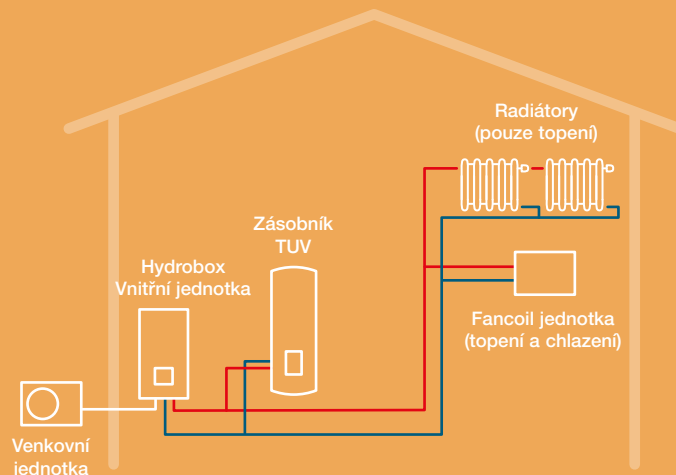 Radiátory
(pouze topení)
Zásobník
TUV
Hydrobox
Vnitřní jednotka
Fancoil jednotka
(topení a chlazení)
Venkovní
jednotka